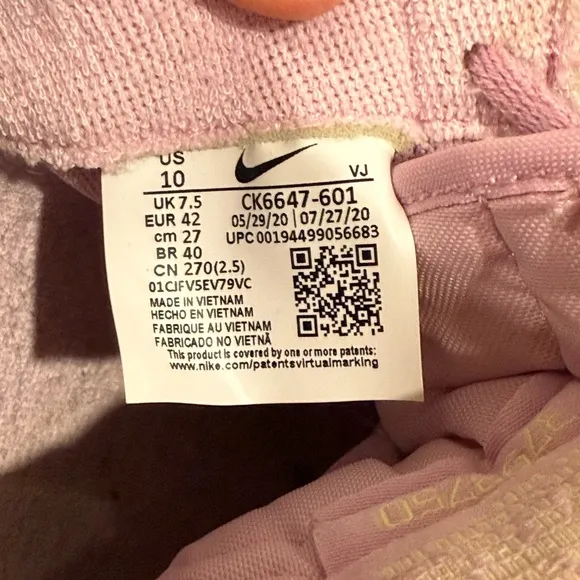 US
10
VJ
UK 7.5
CK6647-601
EUR 42
05/29/20 | 07/27/20
cm 27
UPC 00194499056683
BR 40
CN 270(2.5)
01CJFV5EV79VC
MADE IN VIETNAM
HECHO EN VIETNAM
FABRIQUE AU VIETNAM
FABRICADO NO VIETNÃ
This product is covered by one or more patents:
www.nike.com/patentsvirtualmarking